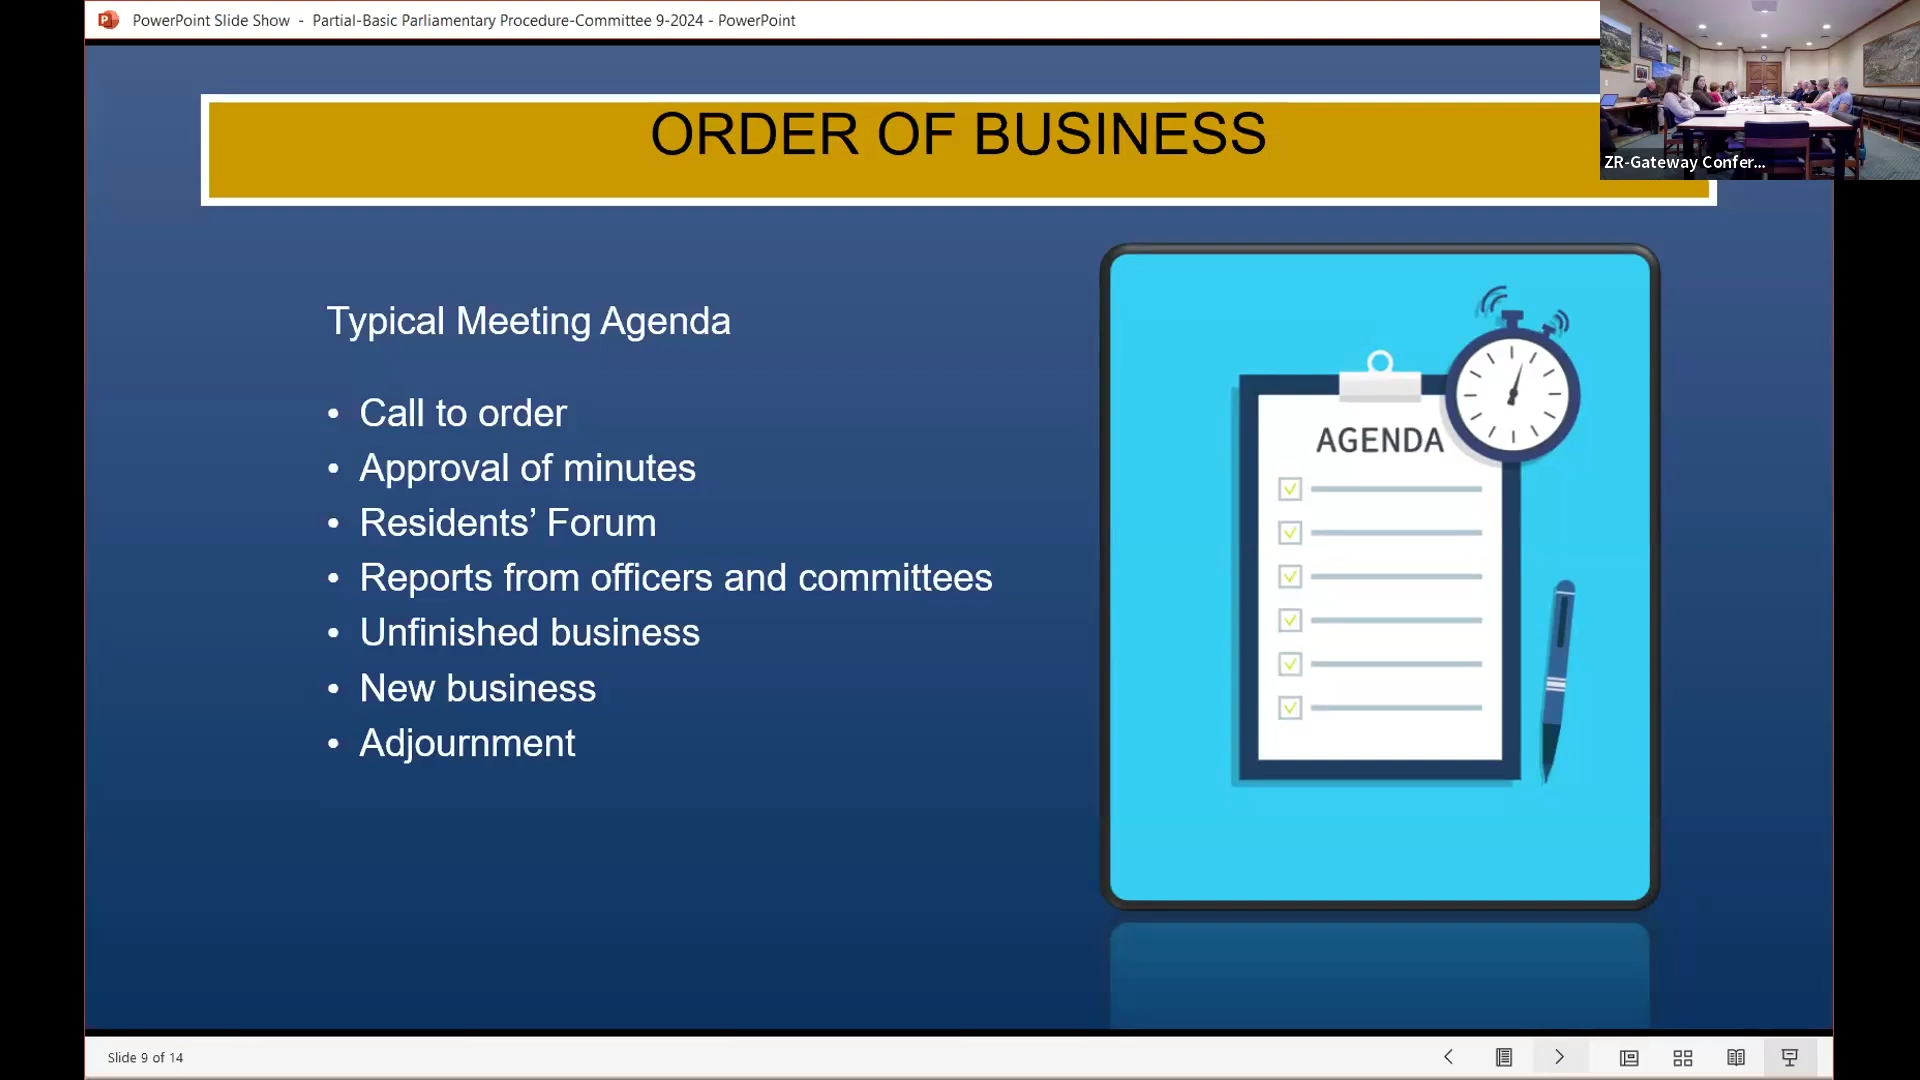 PowerPoint Slide Show - Partial-Basic Parliamentary Procedure-Committee 9-2024 - PowerPoint
ZR-Gateway Confer...
ORDER OF BUSINESS
Typical Meeting Agenda
• Call to order
• Approval of minutes
• Residents’ Forum
• Reports from officers and committees
• Unfinished business
• New business
• Adjournment
AGENDA
Slide 9 of 14